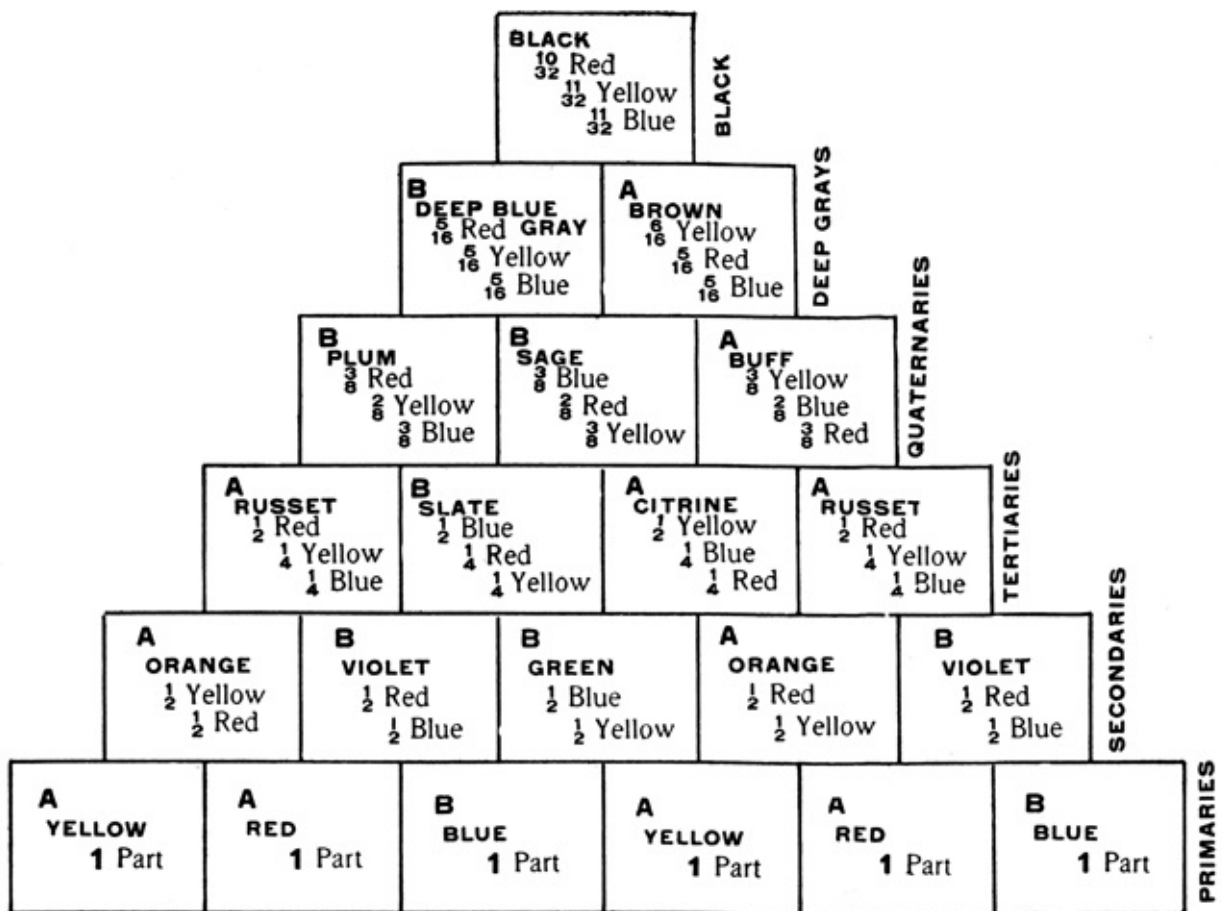 BLACK
10/32 Red
11/32 Yellow
11/32 Blue
BLACK
B
DEEP BLUE
5/16 Red GRAY
5/16 Yellow
5/16 Blue
A
BROWN
6/16 Yellow
5/16 Red
5/16 Blue
DEEP GRAYS
B
PLUM
3/8 Red
2/8 Yellow
3/8 Blue
B
SAGE
3/8 Blue
2/8 Red
3/8 Yellow
A
BUFF
3/8 Yellow
2/8 Blue
3/8 Red
QUATERNARIES
A
RUSSET
1/2 Red
1/4 Yellow
1/4 Blue
B
SLATE
1/2 Blue
1/4 Red
1/4 Yellow
A
CITRINE
1/2 Yellow
1/4 Blue
1/4 Red
A
RUSSET
1/2 Red
1/4 Yellow
1/4 Blue
TERTIARIES
A
ORANGE
1/2 Yellow
1/2 Red
B
VIOLET
1/2 Red
1/2 Blue
B
GREEN
1/2 Blue
1/2 Yellow
A
ORANGE
1/2 Red
1/2 Yellow
B
VIOLET
1/2 Red
1/2 Blue
SECONDARIES
A
YELLOW
1 Part
A
RED
1 Part
B
BLUE
1 Part
A
YELLOW
1 Part
A
RED
1 Part
B
BLUE
1 Part
PRIMARIES